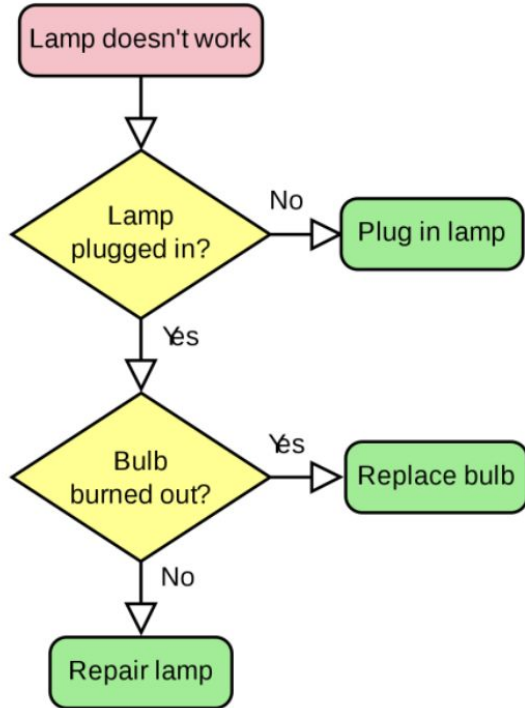 Lamp doesn't work
Lamp
plugged in?
No
Plug in lamp
Yes
Bulb
burned out?
Yes
Replace bulb
No
Repair lamp